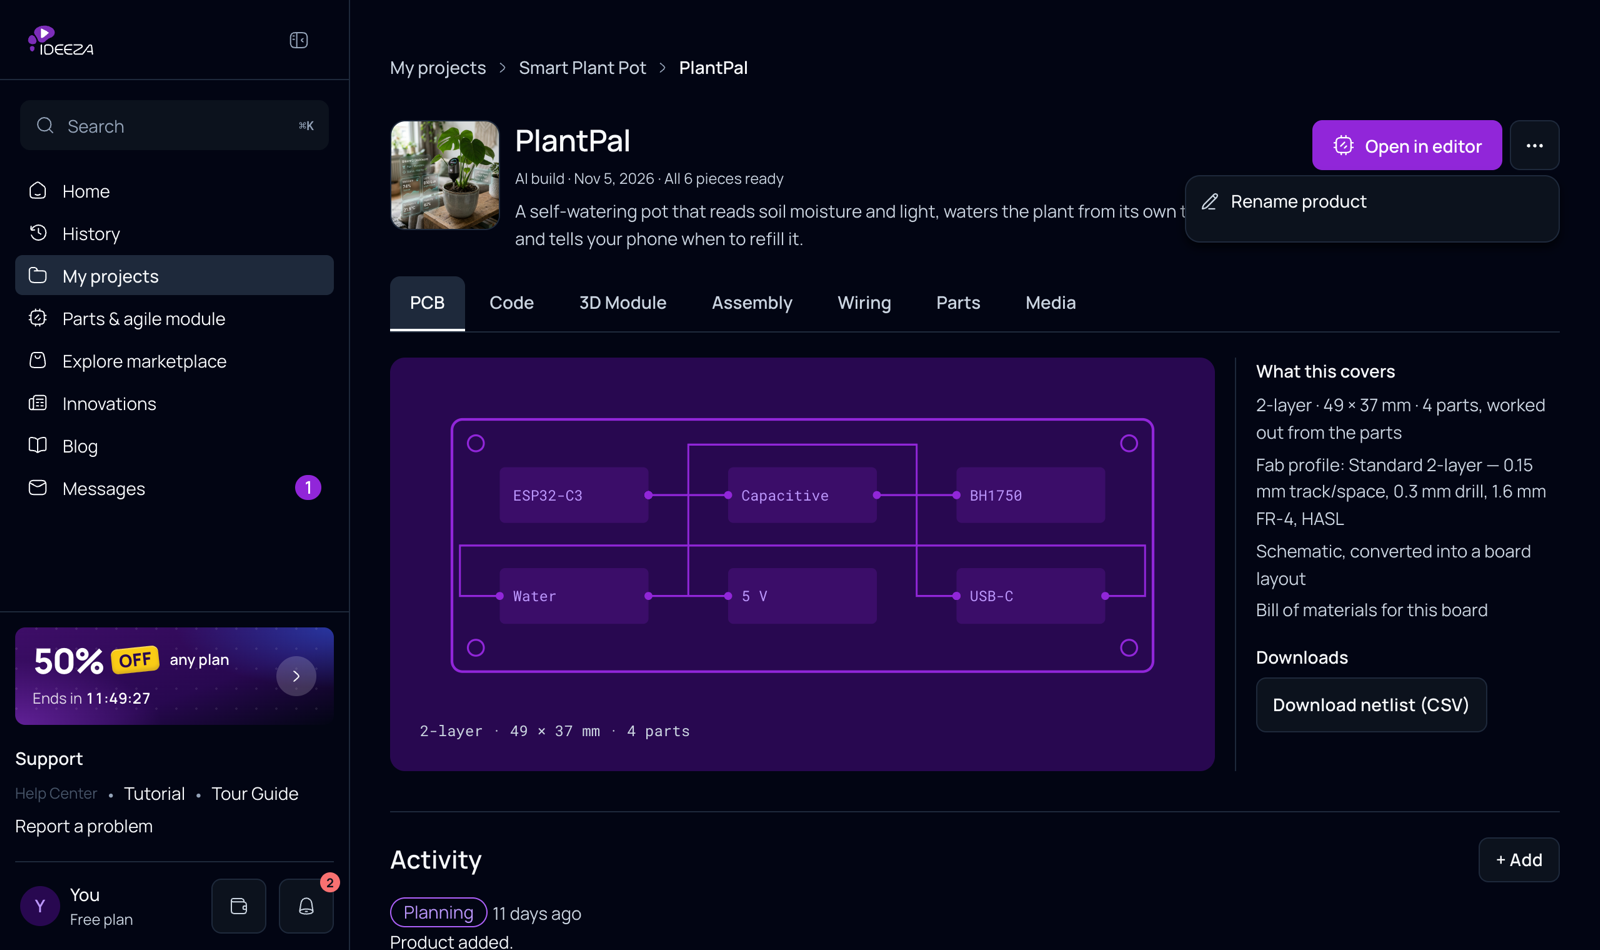 IDEEZA
Search
⌘K
Home
History
My projects
Parts & agile module
Explore marketplace
Innovations
Blog
Messages
1
50% OFF any plan
Ends in 11:49:27
Support
Help Center • Tutorial • Tour Guide
Report a problem
Y
You
Free plan
2
My projects > Smart Plant Pot > PlantPal
PlantPal
AI build · Nov 5, 2026 · All 6 pieces ready
A self-watering pot that reads soil moisture and light, waters the plant from its own
and tells your phone when to refill it.
Open in editor
Rename product
PCB
Code
3D Module
Assembly
Wiring
Parts
Media
ESP32-C3
Capacitive
BH1750
Water
5 V
USB-C
2-layer · 49 × 37 mm · 4 parts
What this covers
2-layer · 49 × 37 mm · 4 parts, worked
out from the parts
Fab profile: Standard 2-layer — 0.15
mm track/space, 0.3 mm drill, 1.6 mm
FR-4, HASL
Schematic, converted into a board
layout
Bill of materials for this board
Downloads
Download netlist (CSV)
Activity
+ Add
Planning 11 days ago
Product added.